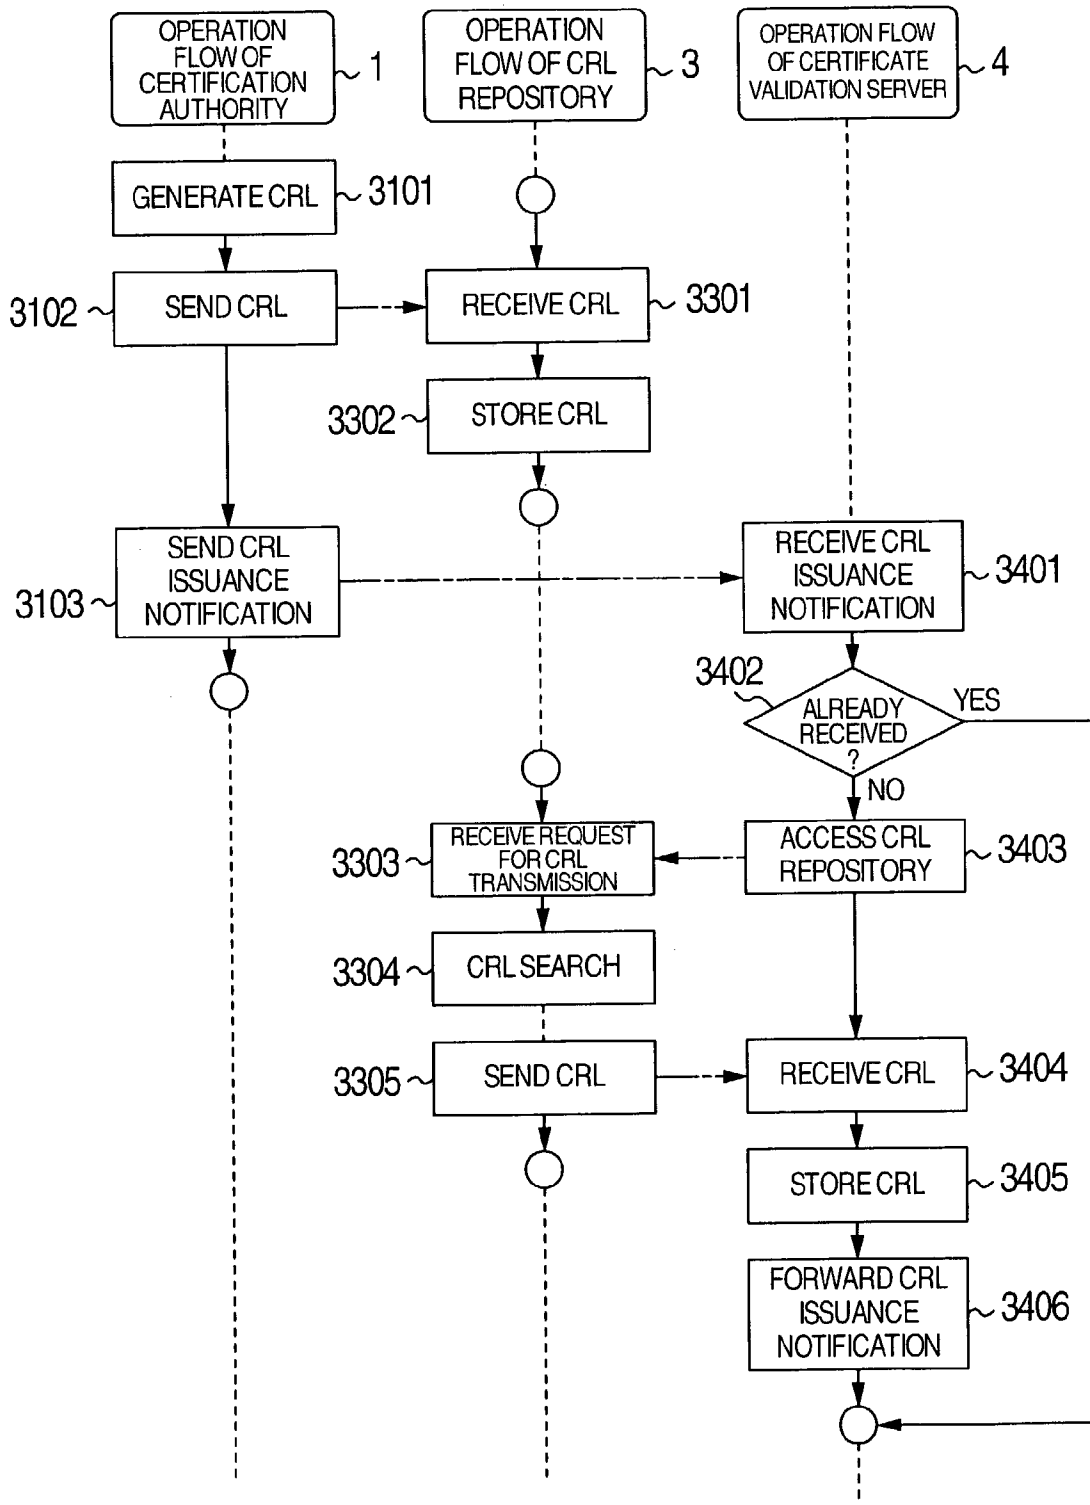 OPERATION
FLOW OF
CERTIFICATION
AUTHORITY
1
OPERATION
FLOW OF CRL
REPOSITORY
3
OPERATION FLOW
OF CERTIFICATE
VALIDATION SERVER
4
GENERATE CRL
3101
3102
SEND CRL
RECEIVE CRL
3301
3302
STORE CRL
3103
SEND CRL
ISSUANCE
NOTIFICATION
RECEIVE CRL
ISSUANCE
NOTIFICATION
3401
3402
ALREADY
RECEIVED
?
YES
NO
3303
RECEIVE REQUEST
FOR CRL
TRANSMISSION
ACCESS CRL
REPOSITORY
3403
3304
CRL SEARCH
3305
SEND CRL
RECEIVE CRL
3404
STORE CRL
3405
FORWARD CRL
ISSUANCE
NOTIFICATION
3406